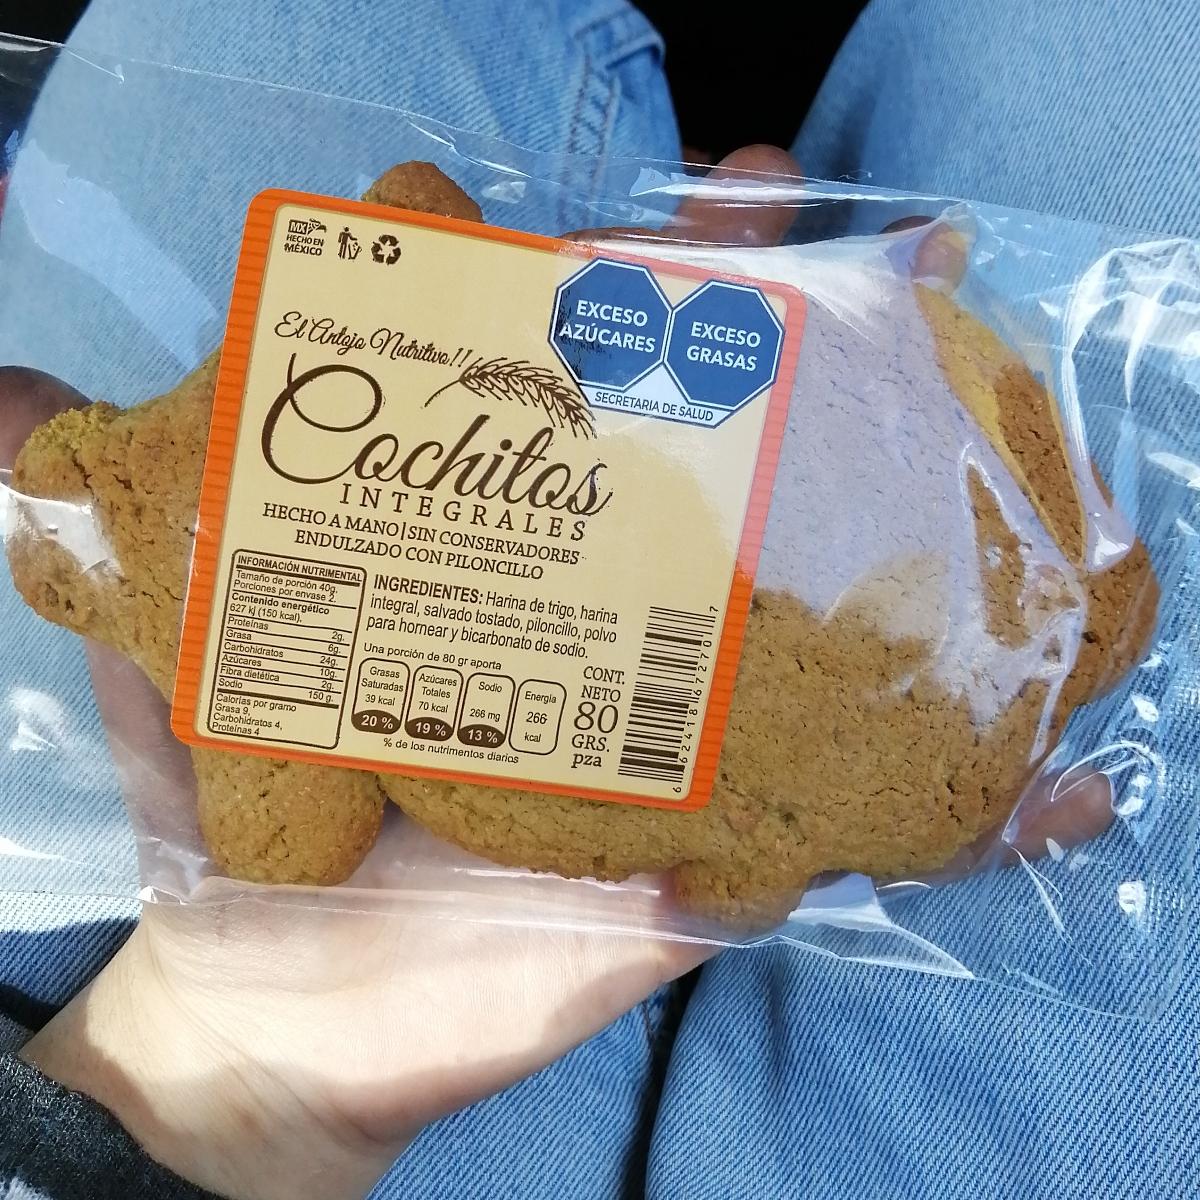 MX
HECHO EN
MÉXICO
EXCESO
AZÚCARES
EXCESO
GRASAS
SECRETARIA DE SALUD
El Antojo Nutritivo!!
Cochitos
INTEGRALES
HECHO A MANO|SIN CONSERVADORES
ENDULZADO CON PILONCILLO
INFORMACIÓN NUTRIMENTAL
Tamaño de porción 40g.
Porciones por envase 2.
Contenido energético
627 kj (150 kcal).
Proteínas 2g.
Grasa 6g.
Carbohidratos 24g.
Azúcares 10g.
Fibra dietética 2g.
Sodio 150 g.
Calorías por gramo
Grasa 9,
Carbohidratos 4,
Proteínas 4
INGREDIENTES: Harina de trigo, harina
integral, salvado tostado, piloncillo, polvo
para hornear y bicarbonato de sodio.
Una porción de 80 gr aporta
Grasas
Saturadas
39 kcal
20 %
Azúcares
Totales
70 kcal
19 %
Sodio
266 mg
13 %
Energía
266
kcal
% de los nutrimentos diarios
CONT.
NETO
80
GRS.
pza
6 62418 67270 7